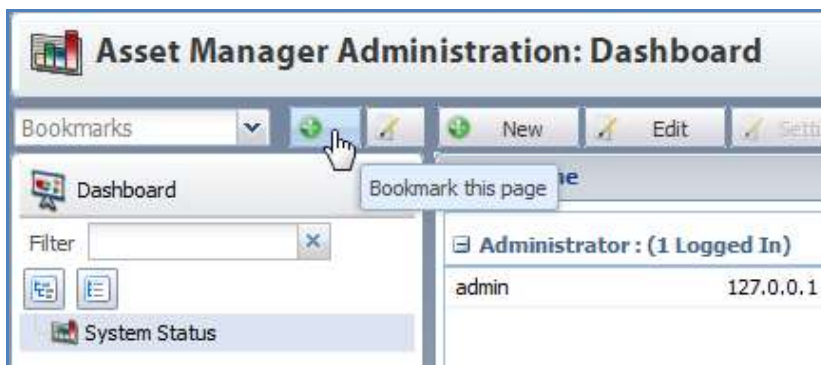 Asset Manager Administration: Dashboard
Bookmarks New Edit
Dashboard
Bookmark this page
Filter
Administrator : (1 Logged In)
admin 127.0.0.1
System Status